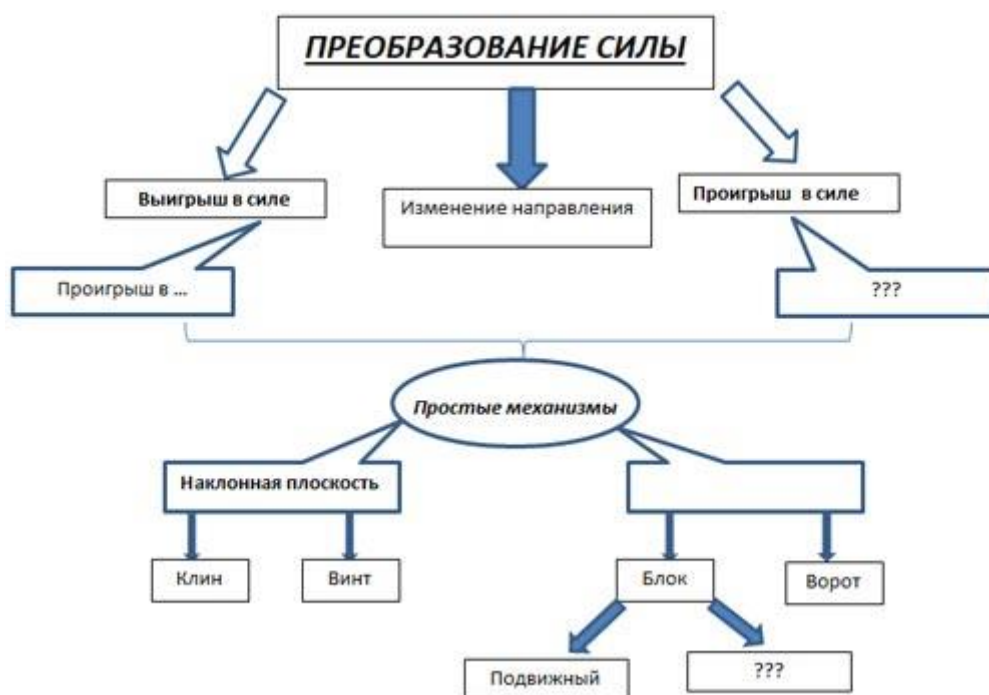 ПРЕОБРАЗОВАНИЕ СИЛЫ
Выигрыш в силе
Изменение направления
Проигрыш в силе
Проигрыш в ...
???
Простые механизмы
Наклонная плоскость
Клин
Винт
Блок
Ворот
Подвижный
???